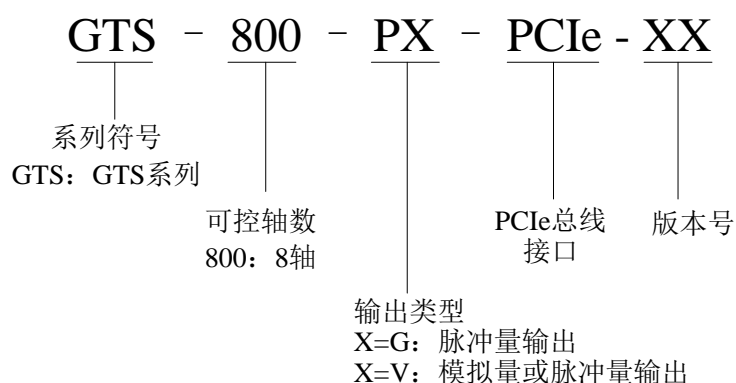 GTS - 800 - PX - PCIe - XX
系列符号
GTS：GTS系列
可控轴数
800：8轴
PCIe总线
接口
版本号
输出类型
X=G：脉冲量输出
X=V：模拟量或脉冲量输出